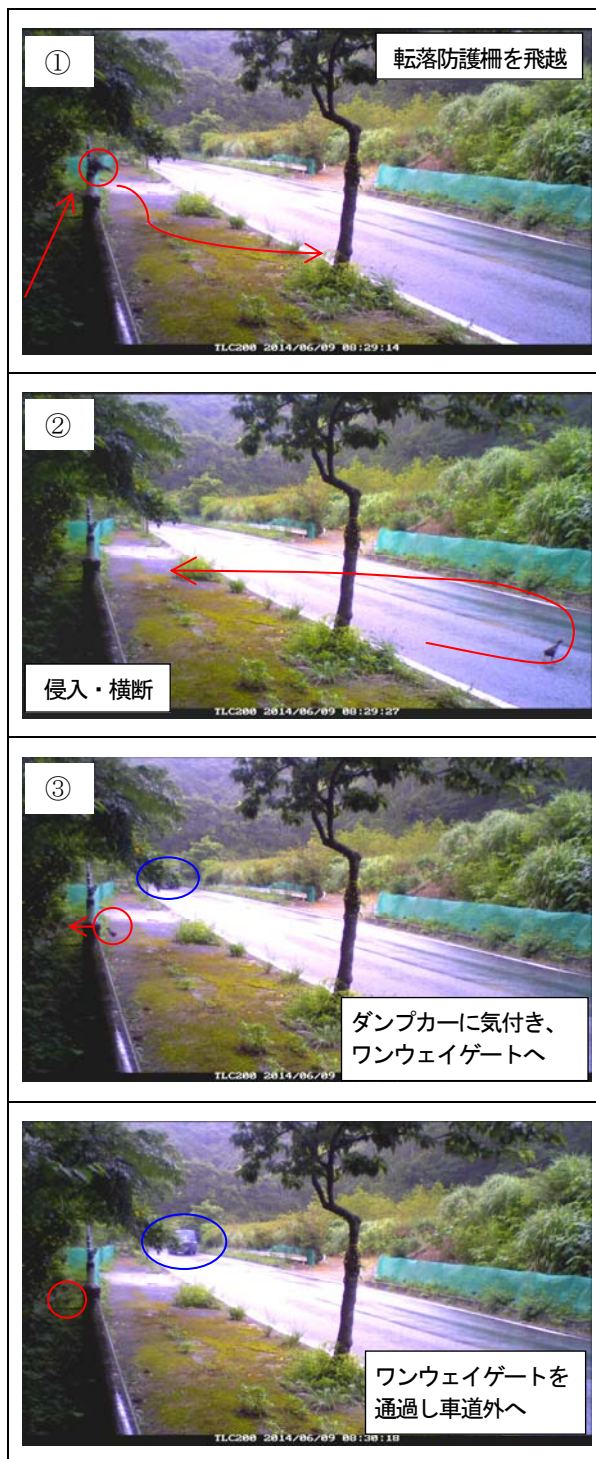 ①
転落防護柵を飛越
TLC200 2014/06/09 08:29:14
②
侵入・横断
TLC200 2014/06/09 08:29:27
③
ダンプカーに気付き、
ワンウェイゲートへ
TLC200 2014/06/09
ワンウェイゲートを
通過し車道外へ
TLC200 2014/06/09 08:30:18